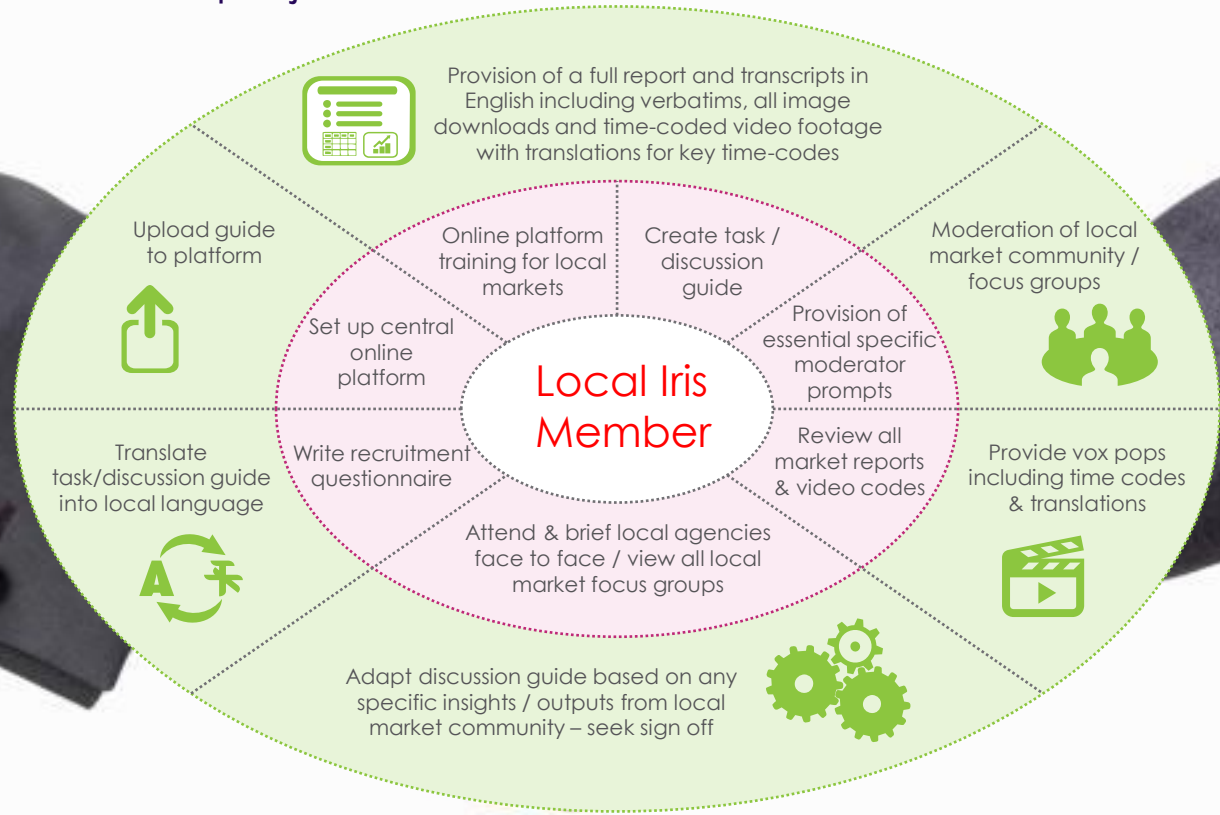 Provision of a full report and transcripts in
English including verbatims, all image
downloads and time-coded video footage
with translations for key time-codes
Upload guide
to platform
Online platform
training for local
markets
Create task /
discussion
guide
Moderation of local
market community /
focus groups
Set up central
online
platform
Provision of
essential specific
moderator
prompts
Local Iris
Member
Translate
task/discussion guide
into local language
Write recruitment
questionnaire
Review all
market reports
& video codes
Provide vox pops
including time codes
& translations
Attend & brief local agencies
face to face / view all local
market focus groups
A
Adapt discussion guide based on any
specific insights / outputs from local
market community – seek sign off